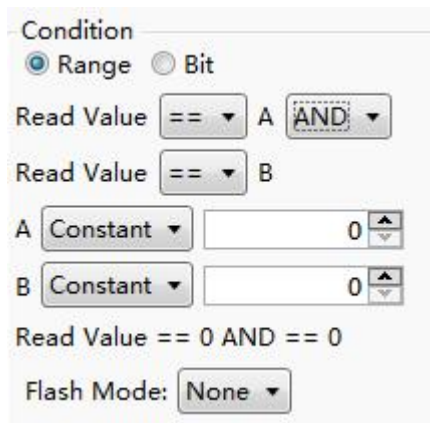 Condition
Range Bit
Read Value == A AND
Read Value == B
A Constant 0
B Constant 0
Read Value == 0 AND == 0
Flash Mode: None